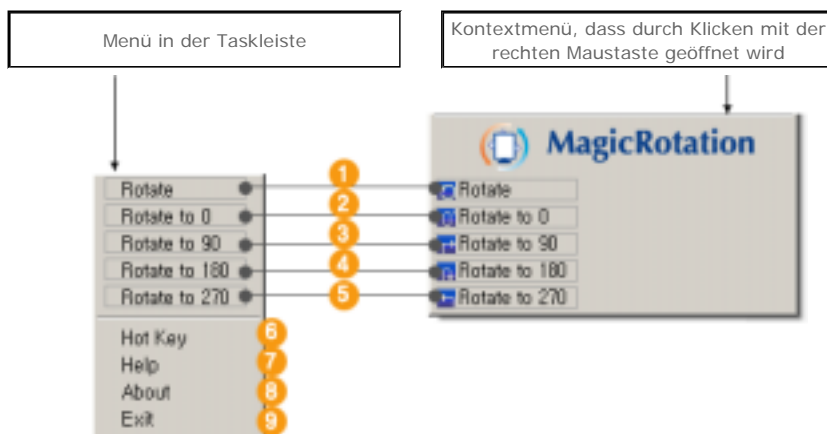 Menü in der Taskleiste
Kontextmenü, dass durch Klicken mit der
rechten Maustaste geöffnet wird
MagicRotation
Rotate 1 Rotate
Rotate to 0 2 Rotate to 0
Rotate to 90 3 Rotate to 90
Rotate to 180 4 Rotate to 180
Rotate to 270 5 Rotate to 270
Hot Key 6
Help 7
About 8
Exit 9